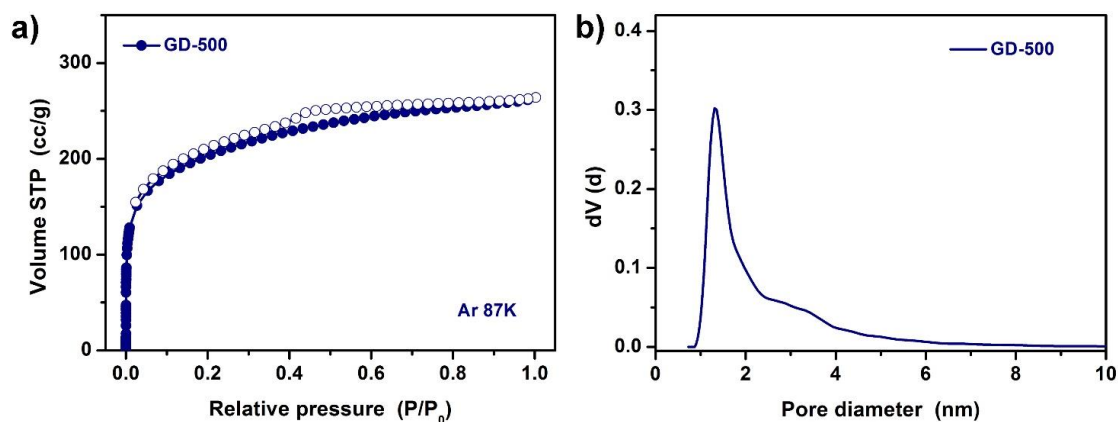 a)
GD-500
Volume STP (cc/g)
300
200
100
0
Ar 87K
0.0 0.2 0.4 0.6 0.8 1.0
Relative pressure (P/P₀)
b)
GD-500
dV (d)
0.4
0.3
0.2
0.1
0.0
0 2 4 6 8 10
Pore diameter (nm)